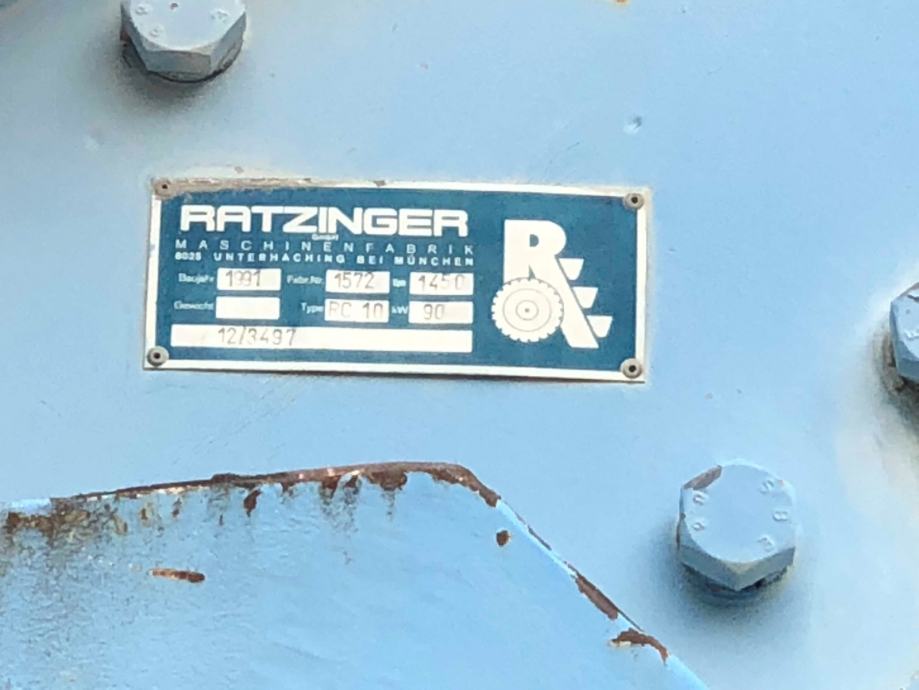 RATZINGER
GmbH
MASCHINENFABRIK
8025 UNTERHACHING BEI MÜNCHEN
Baujahr 1991 Fabr.Nr. 1572 1450
Gewicht Type RC 10 kW 90
12/3497
R